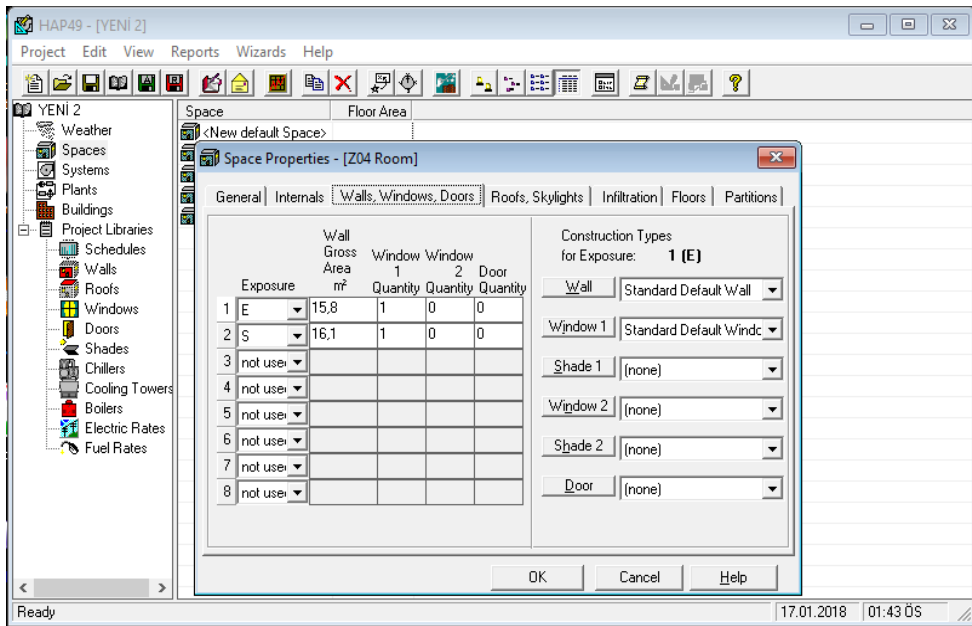 HAP49 - [YENİ 2]
Project Edit View Reports Wizards Help
YENİ 2
Weather
Spaces
Systems
Plants
Buildings
Project Libraries
Schedules
Walls
Roofs
Windows
Doors
Shades
Chillers
Cooling Towers
Boilers
Electric Rates
Fuel Rates
Space Floor Area
<New default Space>
Space Properties - [Z04 Room]
General Internals Walls, Windows, Doors Roofs, Skylights Infiltration Floors Partitions
Wall
Gross Window Window
Area 1 2 Door
Exposure m² Quantity Quantity Quantity
1 E 15,8 1 0 0
2 S 16,1 1 0 0
3 not use
4 not use
5 not use
6 not use
7 not use
8 not use
Construction Types
for Exposure: 1 (E)
Wall Standard Default Wall
Window 1 Standard Default Windo
Shade 1 (none)
Window 2 (none)
Shade 2 (none)
Door (none)
OK Cancel Help
Ready 17.01.2018 01:43 ÖS